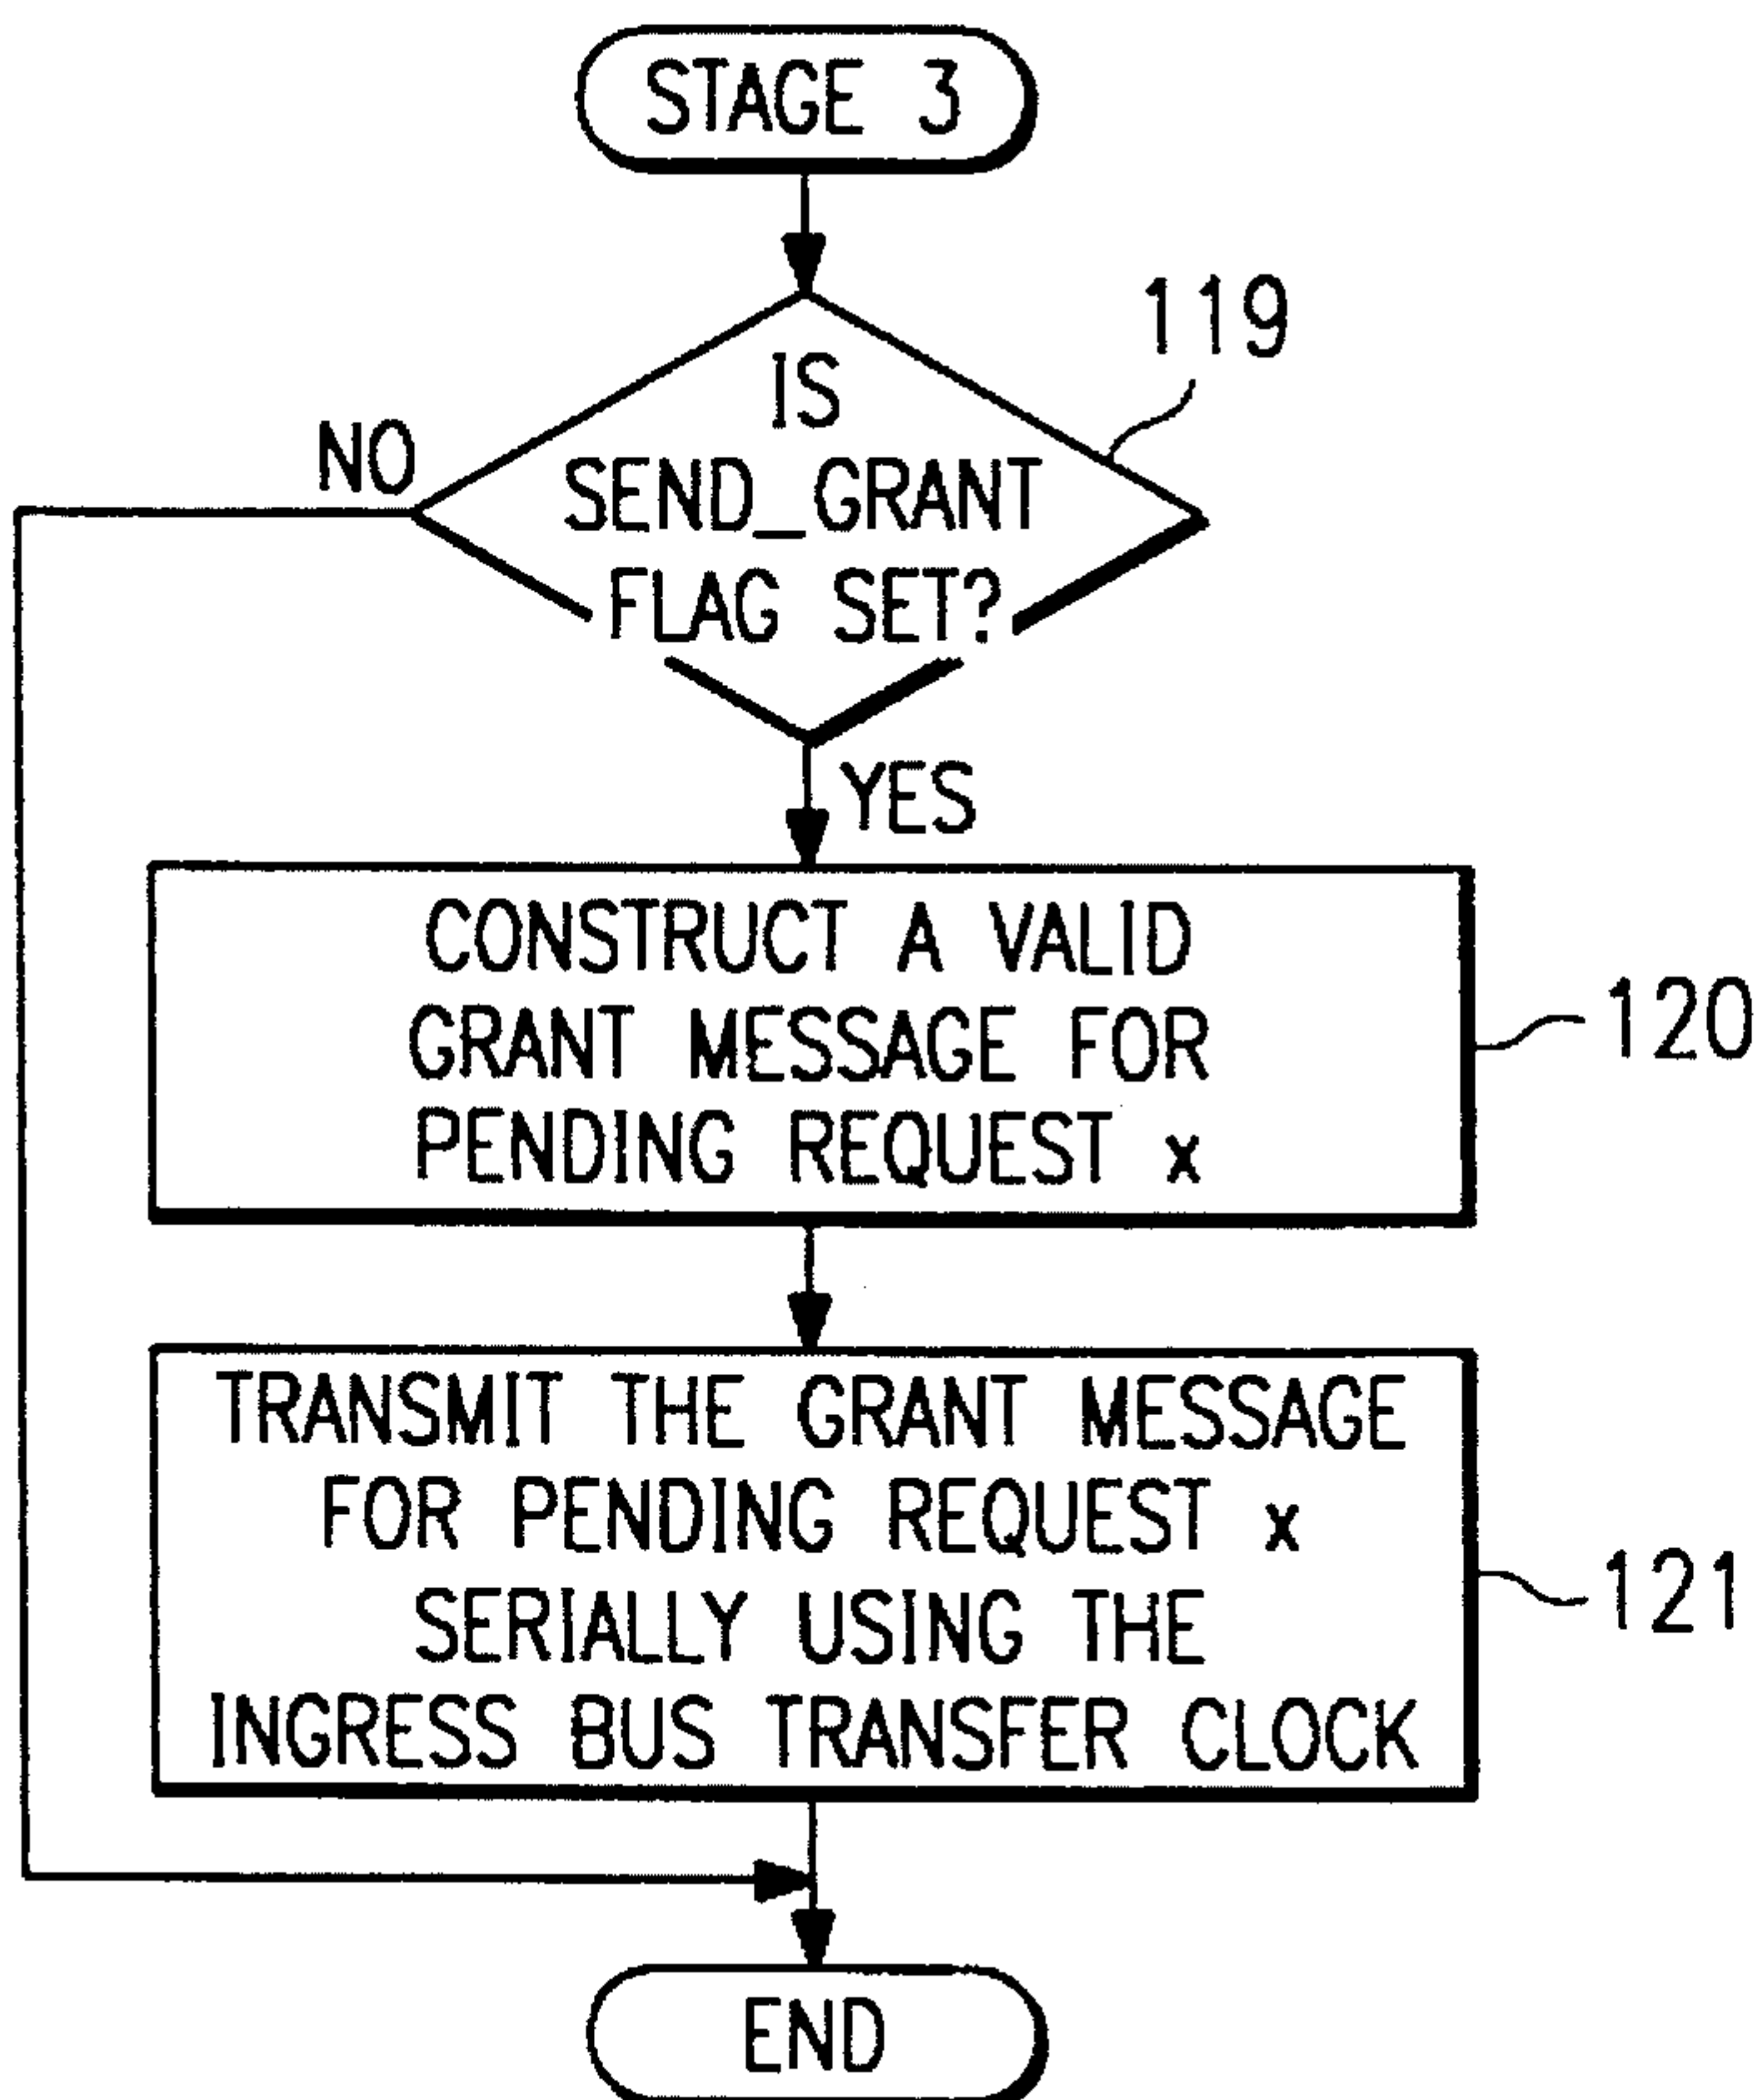 STAGE 3
119
IS
SEND_GRANT
FLAG SET?
NO
YES
CONSTRUCT A VALID
GRANT MESSAGE FOR
PENDING REQUEST x
120
TRANSMIT THE GRANT MESSAGE
FOR PENDING REQUEST x
SERIALLY USING THE
INGRESS BUS TRANSFER CLOCK
121
END